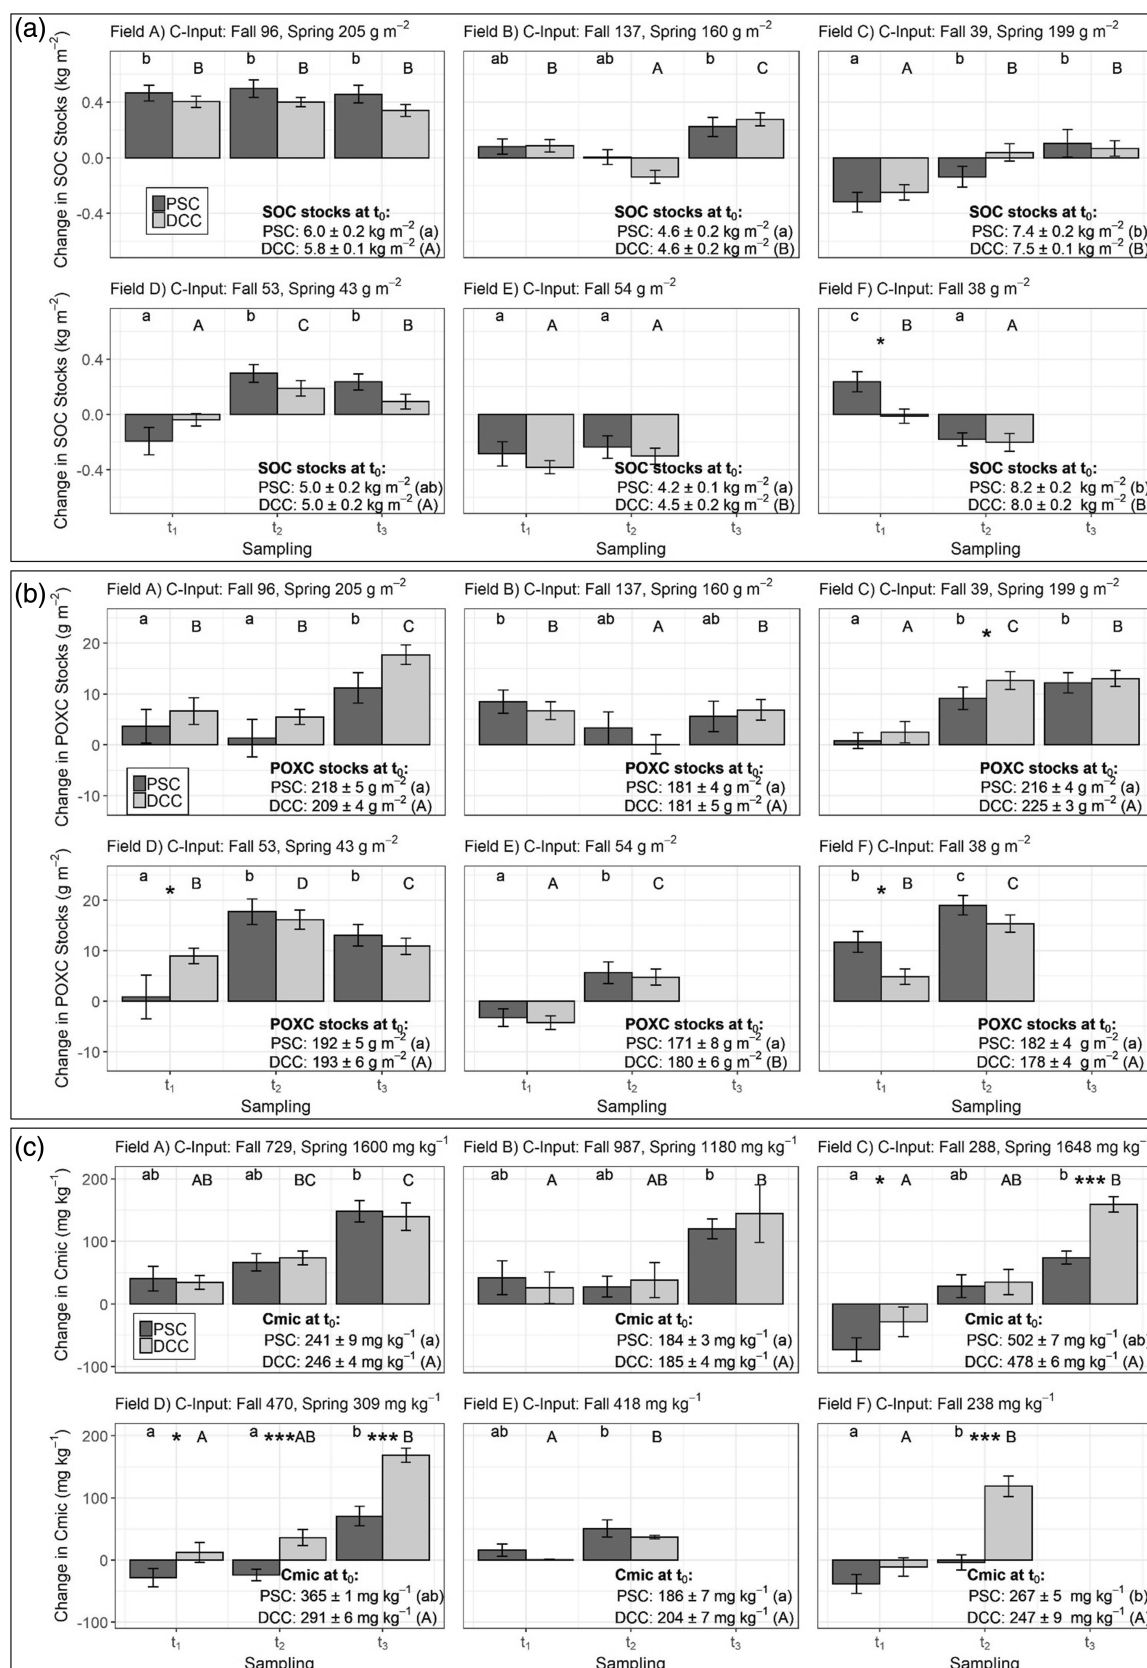 (a)
Field A) C-Input: Fall 96, Spring 205 g m⁻²
Field B) C-Input: Fall 137, Spring 160 g m⁻²
Field C) C-Input: Fall 39, Spring 199 g m⁻²
Change in SOC Stocks (kg m⁻²)
b B b B b B
ab B ab A b C
a A b B b B
0.4
0.0
-0.4
PSC
DCC
SOC stocks at t₀:
PSC: 6.0 ± 0.2 kg m⁻² (a)
DCC: 5.8 ± 0.1 kg m⁻² (A)
SOC stocks at t₀:
PSC: 4.6 ± 0.2 kg m⁻² (a)
DCC: 4.6 ± 0.2 kg m⁻² (B)
SOC stocks at t₀:
PSC: 7.4 ± 0.2 kg m⁻² (b)
DCC: 7.5 ± 0.1 kg m⁻² (B)
Field D) C-Input: Fall 53, Spring 43 g m⁻²
Field E) C-Input: Fall 54 g m⁻²
Field F) C-Input: Fall 38 g m⁻²
Change in SOC Stocks (kg m⁻²)
a A b C b B
a A a A
c * B a A
0.4
0.0
-0.4
SOC stocks at t₀:
PSC: 5.0 ± 0.2 kg m⁻² (ab)
DCC: 5.0 ± 0.2 kg m⁻² (A)
SOC stocks at t₀:
PSC: 4.2 ± 0.1 kg m⁻² (a)
DCC: 4.5 ± 0.2 kg m⁻² (B)
SOC stocks at t₀:
PSC: 8.2 ± 0.2 kg m⁻² (b)
DCC: 8.0 ± 0.2 kg m⁻² (B
t₁ t₂ t₃
t₁ t₂ t₃
t₁ t₂ t₃
Sampling
Sampling
Sampling
(b)
Field A) C-Input: Fall 96, Spring 205 g m⁻²
Field B) C-Input: Fall 137, Spring 160 g m⁻²
Field C) C-Input: Fall 39, Spring 199 g m⁻²
Change in POXC Stocks (g m⁻²)
a B a B b C
b B ab A ab B
a A b * C b B
20
10
0
-10
PSC
DCC
POXC stocks at t₀:
PSC: 218 ± 5 g m⁻² (a)
DCC: 209 ± 4 g m⁻² (A)
POXC stocks at t₀:
PSC: 181 ± 4 g m⁻² (a)
DCC: 181 ± 5 g m⁻² (A)
POXC stocks at t₀:
PSC: 216 ± 4 g m⁻² (a)
DCC: 225 ± 3 g m⁻² (A)
Field D) C-Input: Fall 53, Spring 43 g m⁻²
Field E) C-Input: Fall 54 g m⁻²
Field F) C-Input: Fall 38 g m⁻²
Change in POXC Stocks (g m⁻²)
a * B b D b C
a A b C
b * B c C
20
10
0
-10
POXC stocks at t₀:
PSC: 192 ± 5 g m⁻² (a)
DCC: 193 ± 6 g m⁻² (A)
POXC stocks at t₀:
PSC: 171 ± 8 g m⁻² (a)
DCC: 180 ± 6 g m⁻² (B)
POXC stocks at t₀:
PSC: 182 ± 4 g m⁻² (a)
DCC: 178 ± 4 g m⁻² (A)
t₁ t₂ t₃
t₁ t₂ t₃
t₁ t₂ t₃
Sampling
Sampling
Sampling
(c)
Field A) C-Input: Fall 729, Spring 1600 mg kg⁻¹
Field B) C-Input: Fall 987, Spring 1180 mg kg⁻¹
Field C) C-Input: Fall 288, Spring 1648 mg kg⁻
Change in Cmic (mg kg⁻¹)
ab AB ab BC b C
ab A ab AB b B
a * A ab AB b *** B
200
100
0
-100
PSC
DCC
Cmic at t₀:
PSC: 241 ± 9 mg kg⁻¹ (a)
DCC: 246 ± 4 mg kg⁻¹ (A)
Cmic at t₀:
PSC: 184 ± 3 mg kg⁻¹ (a)
DCC: 185 ± 4 mg kg⁻¹ (A)
Cmic at t₀:
PSC: 502 ± 7 mg kg⁻¹ (ab)
DCC: 478 ± 6 mg kg⁻¹ (A)
Field D) C-Input: Fall 470, Spring 309 mg kg⁻¹
Field E) C-Input: Fall 418 mg kg⁻¹
Field F) C-Input: Fall 238 mg kg⁻¹
Change in Cmic (mg kg⁻¹)
a * A a *** AB b *** B
ab A b B
a A b *** B
200
100
0
-100
Cmic at t₀:
PSC: 365 ± 1 mg kg⁻¹ (ab)
DCC: 291 ± 6 mg kg⁻¹ (A)
Cmic at t₀:
PSC: 186 ± 7 mg kg⁻¹ (a)
DCC: 204 ± 7 mg kg⁻¹ (A)
Cmic at t₀:
PSC: 267 ± 5 mg kg⁻¹ (b)
DCC: 247 ± 9 mg kg⁻¹ (A)
t₁ t₂ t₃
t₁ t₂ t₃
t₁ t₂ t₃
Sampling
Sampling
Sampling